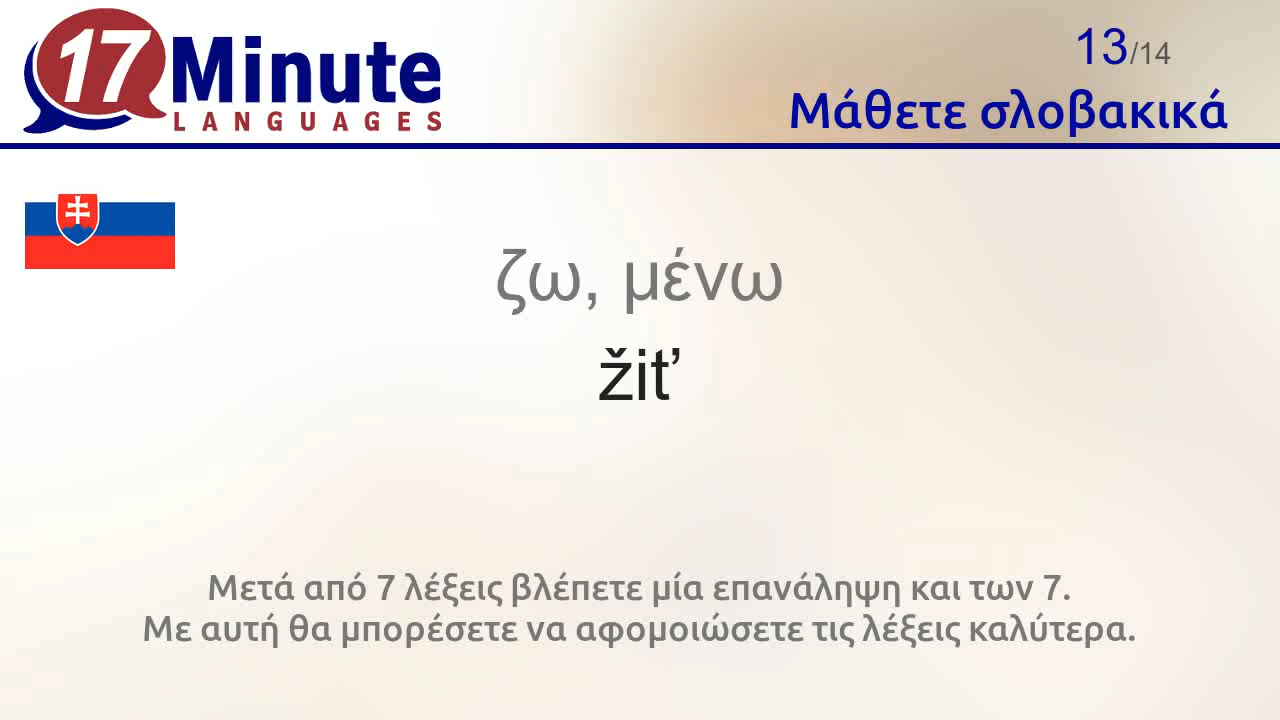 17 Minute
LANGUAGES
13/14
Μάθετε σλοβακικά
ζω, μένω
žiť
Μετά από 7 λέξεις βλέπετε μία επανάληψη και των 7.
Με αυτή θα μπορέσετε να αφομοιώσετε τις λέξεις καλύτερα.